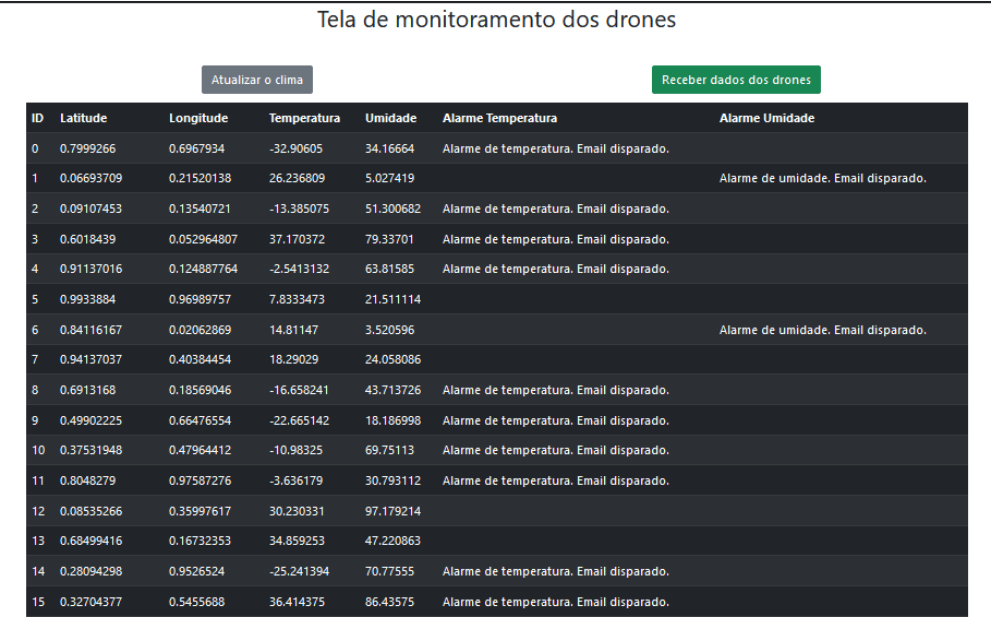 Tela de monitoramento dos drones
Atualizar o clima Receber dados dos drones
ID Latitude Longitude Temperatura Umidade Alarme Temperatura Alarme Umidade
0 0.7999266 0.6967934 -32.90605 34.16664 Alarme de temperatura. Email disparado.
1 0.06693709 0.21520138 26.236809 5.027419 Alarme de umidade. Email disparado.
2 0.09107453 0.13540721 -13.385075 51.300682 Alarme de temperatura. Email disparado.
3 0.6018439 0.052964807 37.170372 79.33701 Alarme de temperatura. Email disparado.
4 0.91137016 0.124887764 -2.5413132 63.81585 Alarme de temperatura. Email disparado.
5 0.9933884 0.96989757 7.8333473 21.511114
6 0.84116167 0.02062869 14.81147 3.520596 Alarme de umidade. Email disparado.
7 0.94137037 0.40384454 18.29029 24.058086
8 0.6913168 0.18569046 -16.658241 43.713726 Alarme de temperatura. Email disparado.
9 0.49902225 0.66476554 -22.665142 18.186998 Alarme de temperatura. Email disparado.
10 0.37531948 0.47964412 -10.98325 69.75113 Alarme de temperatura. Email disparado.
11 0.8048279 0.97587276 -3.636179 30.793112 Alarme de temperatura. Email disparado.
12 0.08535266 0.35997617 30.230331 97.179214
13 0.68499416 0.16732353 34.859253 47.220863
14 0.28094298 0.9526524 -25.241394 70.77555 Alarme de temperatura. Email disparado.
15 0.32704377 0.5455688 36.414375 86.43575 Alarme de temperatura. Email disparado.